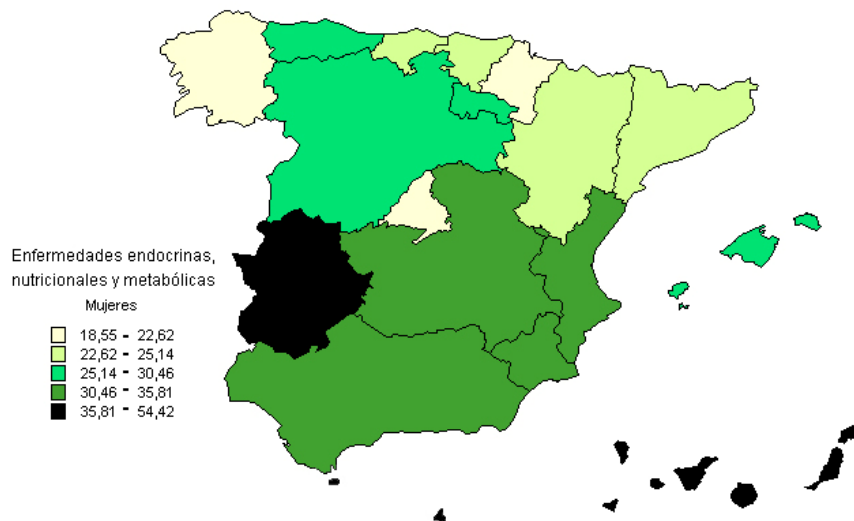 Enfermedades endocrinas,
nutricionales y metabólicas
Mujeres
18,55 - 22,62
22,62 - 25,14
25,14 - 30,46
30,46 - 35,81
35,81 - 54,42